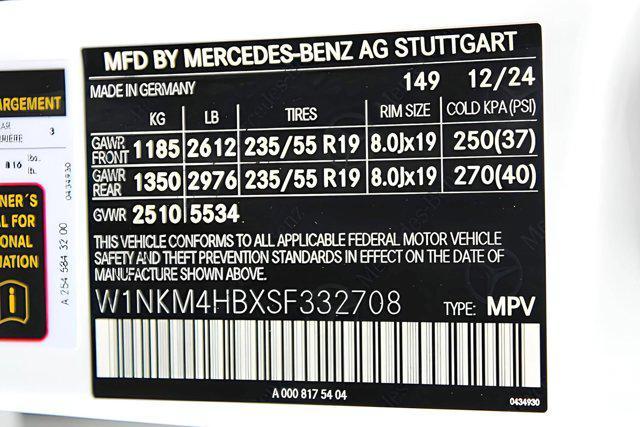 MFD BY MERCEDES-BENZ AG STUTTGART
MADE IN GERMANY 149 12/24
KG LB TIRES RIM SIZE COLD KPA(PSI)
GAWR FRONT 1185 2612 235/55 R19 8.0Jx19 250(37)
GAWR REAR 1350 2976 235/55 R19 8.0Jx19 270(40)
GVWR 2510 5534
THIS VEHICLE CONFORMS TO ALL APPLICABLE FEDERAL MOTOR VEHICLE
SAFETY AND THEFT PREVENTION STANDARDS IN EFFECT ON THE DATE OF
MANUFACTURE SHOWN ABOVE.
W1NKM4HBXSF332708 TYPE: MPV
A 000 817 54 04
0434930
ARGEMENT
3
lbs.
0434930
NER´S
L FOR
ONAL
MATION
A 254 584 32 00